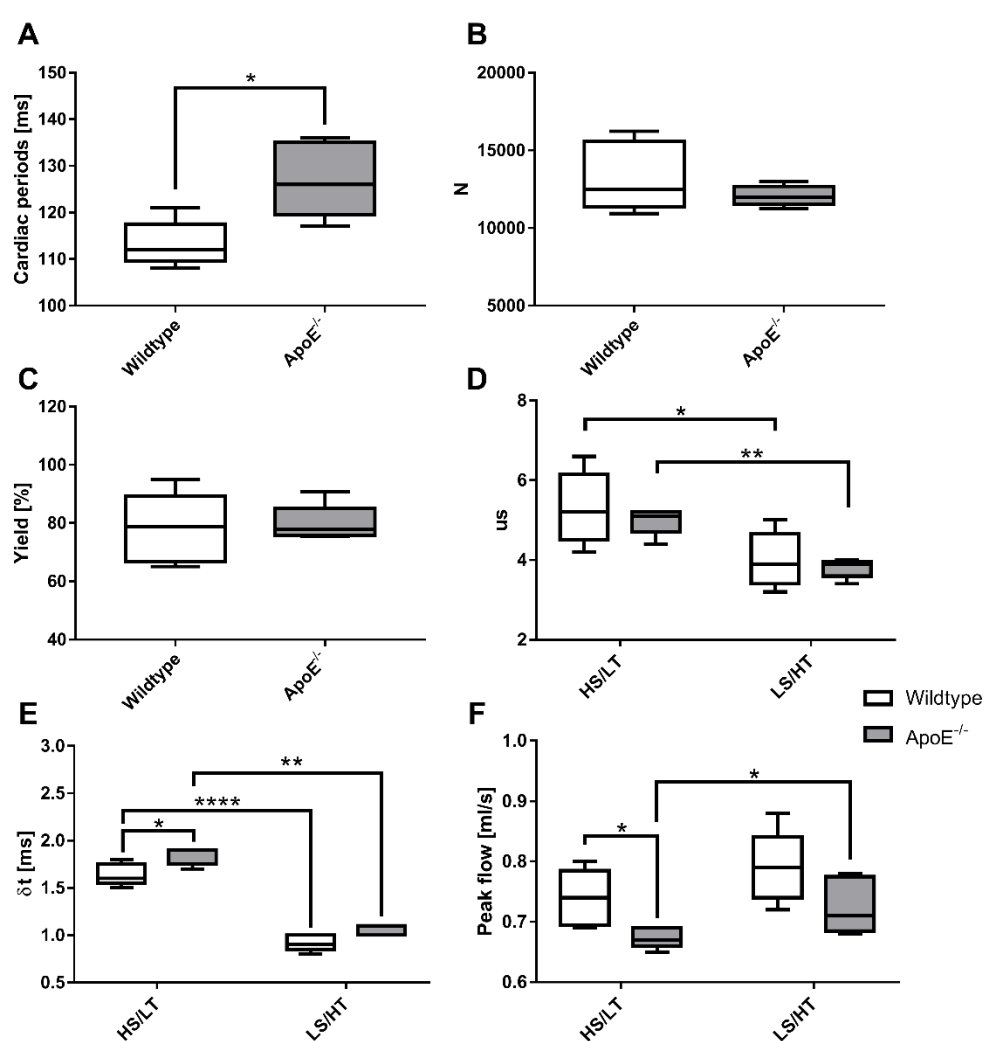 A
Cardiac periods [ms]
150
140
130
120
110
100
*
Wildtype
ApoE-/-
B
N
20000
15000
10000
5000
Wildtype
ApoE-/-
C
Yield [%]
120
100
80
60
40
Wildtype
ApoE-/-
D
us
8
6
4
2
*
**
HS/LT
LS/HT
Wildtype
ApoE-/-
E
δt [ms]
3.0
2.5
2.0
1.5
1.0
0.5
**
****
*
HS/LT
LS/HT
F
Peak flow [ml/s]
1.0
0.9
0.8
0.7
0.6
*
*
HS/LT
LS/HT